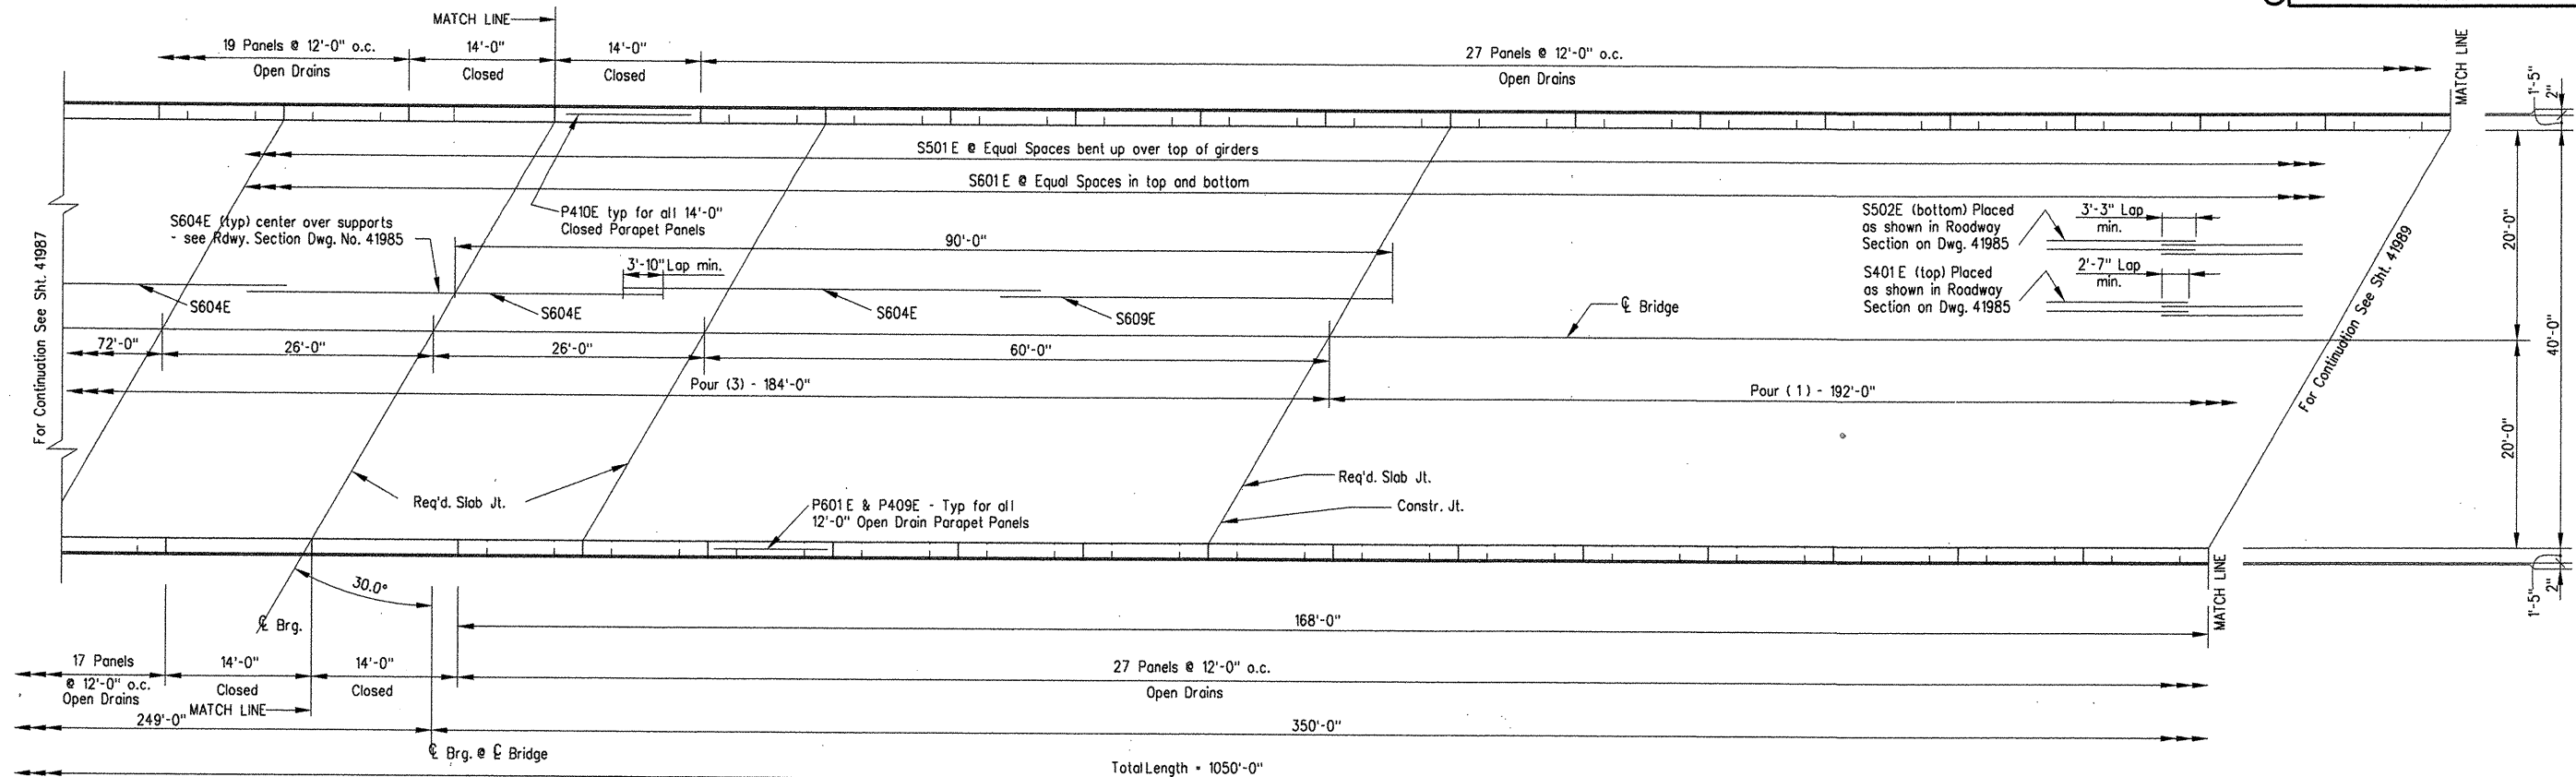 MATCH LINE
19 Panels @ 12'-0" o.c.
Open Drains
14'-0"
Closed
14'-0"
Closed
27 Panels @ 12'-0" o.c.
Open Drains
MATCH LINE
1'-5"
2"
S501E @ Equal Spaces bent up over top of girders
S601E @ Equal Spaces in top and bottom
P410E typ for all 14'-0"
Closed Parapet Panels
S604E (typ) center over supports
- see Rdwy. Section Dwg. No. 41985
90'-0"
3'-10" Lap min.
S502E (bottom) Placed
as shown in Roadway
Section on Dwg. 41985
3'-3" Lap
min.
S401E (top) Placed
as shown in Roadway
Section on Dwg. 41985
2'-7" Lap
min.
For Continuation See Sht. 41987
S604E
S604E
S604E
S609E
℄ Bridge
For Continuation See Sht. 41989
20'-0"
40'-0"
20'-0"
72'-0"
26'-0"
26'-0"
60'-0"
Pour (3) - 184'-0"
Pour ( 1 ) - 192'-0"
Req'd. Slab Jt.
Req'd. Slab Jt.
Constr. Jt.
P601E & P409E - Typ for all
12'-0" Open Drain Parapet Panels
30.0°
℄ Brg.
168'-0"
MATCH LINE
1'-5"
2"
17 Panels
@ 12'-0" o.c.
Open Drains
14'-0"
Closed
14'-0"
Closed
27 Panels @ 12'-0" o.c.
Open Drains
MATCH LINE
249'-0"
350'-0"
℄ Brg. @ ℄ Bridge
Total Length = 1050'-0"